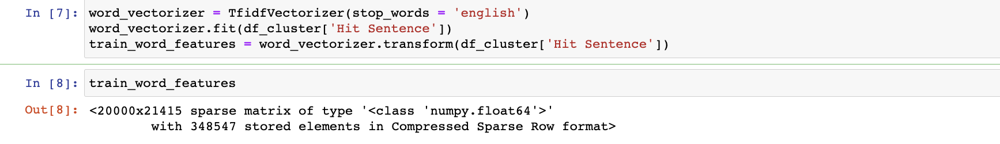 In [7]: word_vectorizer = TfidfVectorizer(stop_words = 'english')
word_vectorizer.fit(df_cluster['Hit Sentence'])
train_word_features = word_vectorizer.transform(df_cluster['Hit Sentence'])
In [8]: train_word_features
Out[8]: <20000x21415 sparse matrix of type '<class 'numpy.float64'>'
with 348547 stored elements in Compressed Sparse Row format>